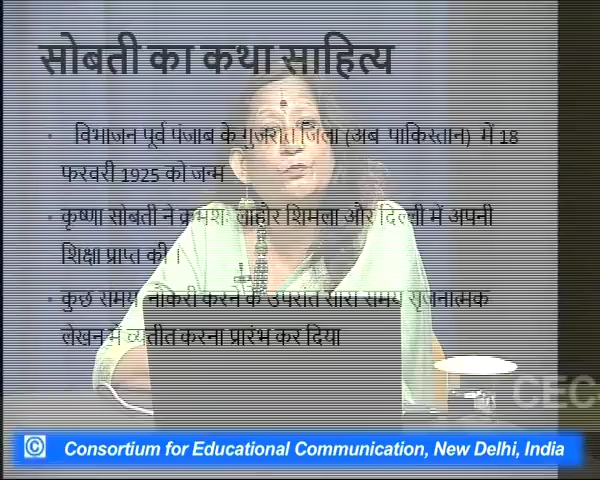 सोबती का कथा साहित्य
• विभाजन पूर्व पंजाब के गुजरात जिला (अब पाकिस्तान) में 18
फरवरी 1925 को जन्म
• कृष्णा सोबती ने क्रमशः लाहौर शिमला और दिल्ली में अपनी
शिक्षा प्राप्त की ।
• कुछ समय नौकरी करने के उपरांत सारा समय सृजनात्मक
लेखन में व्यतीत करना प्रारंभ कर दिया
CEC
© Consortium for Educational Communication, New Delhi, India